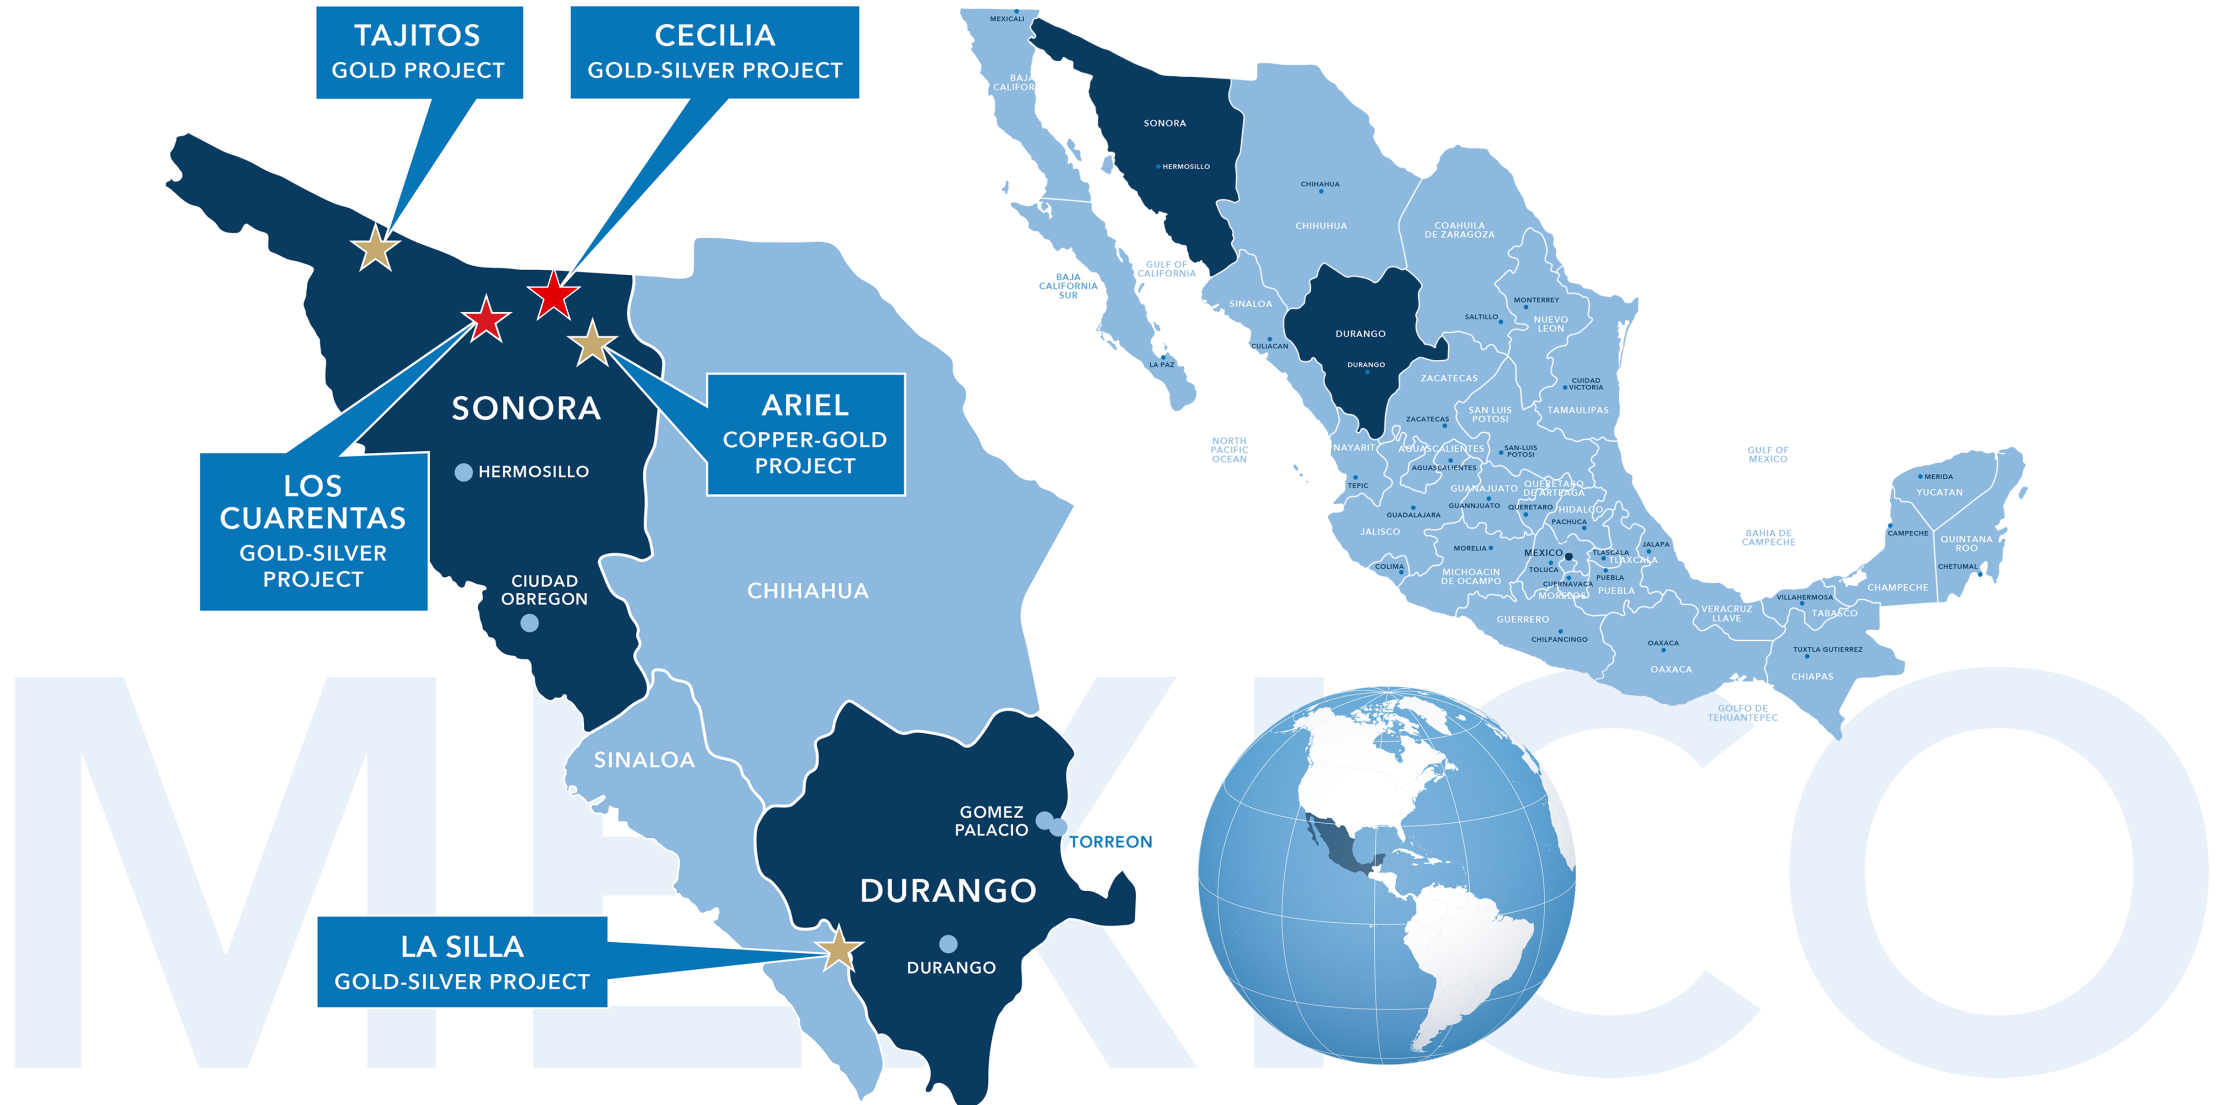 TAJITOS
GOLD PROJECT
CECILIA
GOLD-SILVER PROJECT
SONORA
HERMOSILLO
LOS
CUARENTAS
GOLD-SILVER
PROJECT
ARIEL
COPPER-GOLD
PROJECT
CIUDAD
OBREGON
CHIHAHUA
SINALOA
GOMEZ
PALACIO
TORREON
DURANGO
DURANGO
LA SILLA
GOLD-SILVER PROJECT
MEXICO
MEXICALI
BAJA
CALIFOR
SONORA
HERMOSILLO
CHIHAHUA
CHIHUHUA
COAHUILA
DE ZARAGOZA
GULF OF
CALIFORNIA
BAJA
CALIFORNIA
SUR
SINALOA
CULIACAN
LA PAZ
DURANGO
DURANGO
MONTERREY
SALTILLO
NUEVO
LEON
ZACATECAS
CUIDAD
VICTORIA
SAN LUIS
POTOSI
TAMAULIPAS
ZACATECAS
NORTH
PACIFIC
OCEAN
NAYARIT
AGUASCALIENTES
SAN-LUIS
POTOSI
AGUASCALIENTES
TEPIC
GUANAJUATO
QUERETARO
DE ARTEAGA
GUADALAJARA
GUANNJUATO
QUERETARO
HIDALGO
PACHUCA
JALISCO
MORELIA
MEXICO
TLASCALA
TLAXCALA
JALAPA
COLIMA
MICHOACIN
DE OCAMPO
TOLUCA
CUERNAVACA
PUEBLA
MORELOS
PUEBLA
GUERRERO
CHILPANCINGO
VERACRUZ
LLAVE
OAXACA
OAXACA
GULF OF
MEXICO
BAHIA DE
CAMPECHE
MERIDA
YUCATAN
CAMPECHE
QUINTANA
ROO
CHETUMAL
CHAMPECHE
VILLAHERMOSA
TABASCO
TUXTLA GUTIERREZ
CHIAPAS
GOLFO DE
TEHUANTEPEC